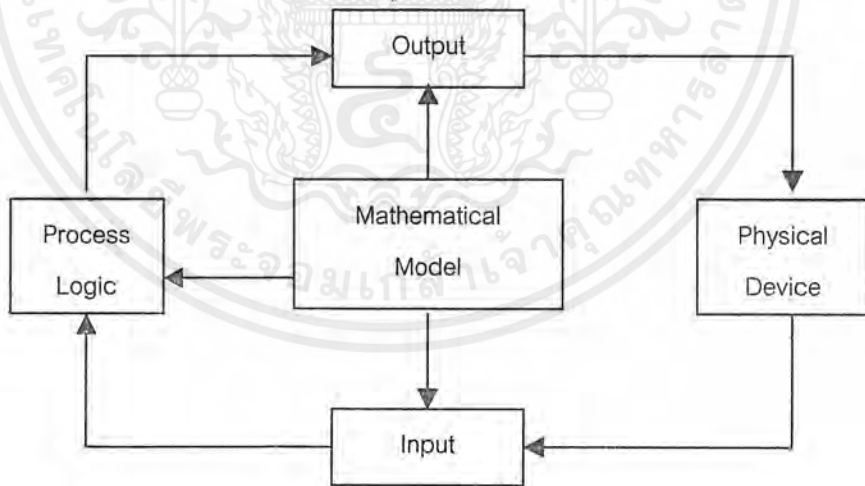 Output
Mathematical
Model
Process
Logic
Physical
Device
Input